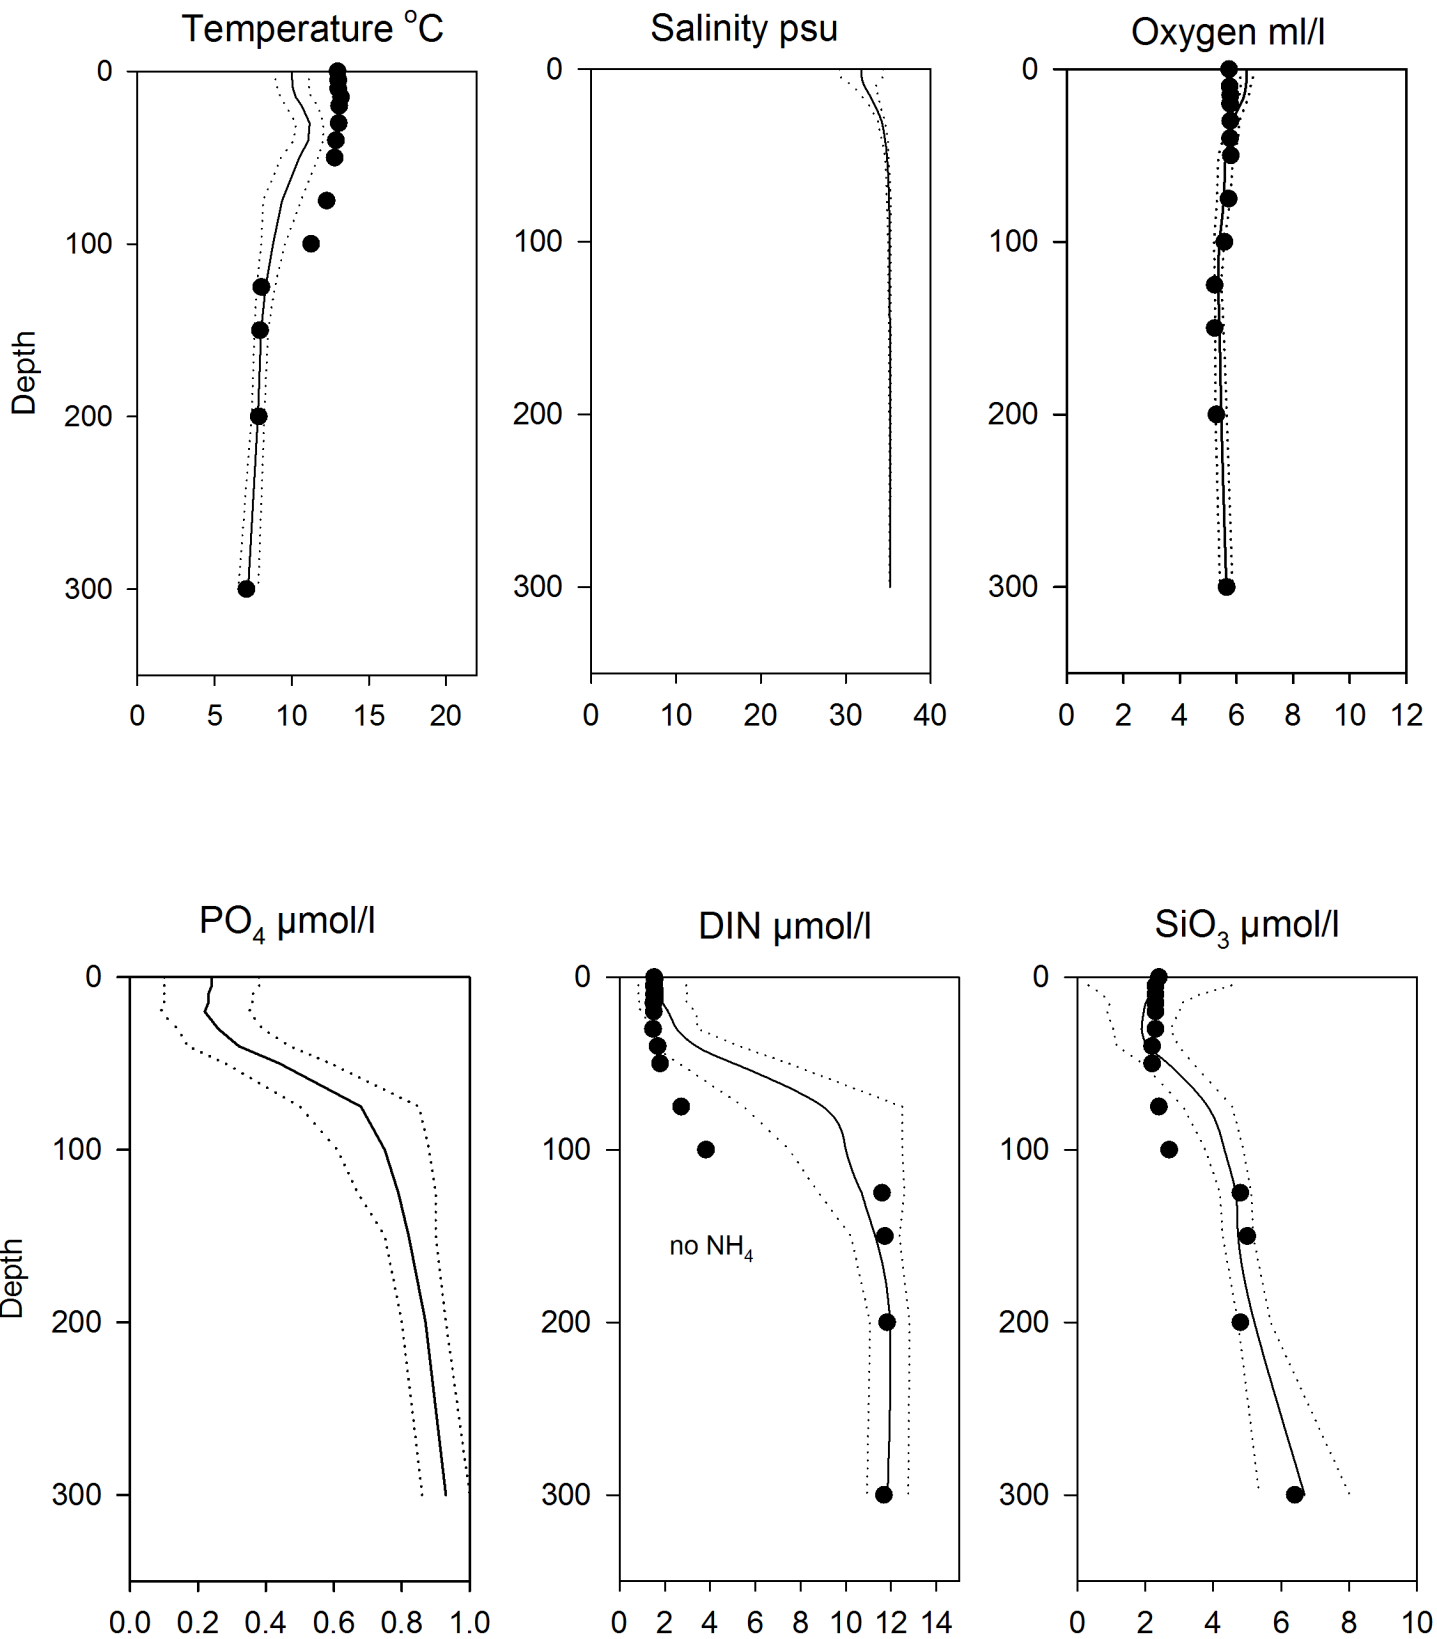 Temperature °C
Salinity psu
Oxygen ml/l
0
100
200
300
Depth
0 5 10 15 20
0
100
200
300
0 10 20 30 40
0
100
200
300
0 2 4 6 8 10 12
PO4 µmol/l
DIN µmol/l
SiO3 µmol/l
0
100
200
300
Depth
0.0 0.2 0.4 0.6 0.8 1.0
0
100
200
300
no NH4
0 2 4 6 8 10 12 14
0
100
200
300
0 2 4 6 8 10